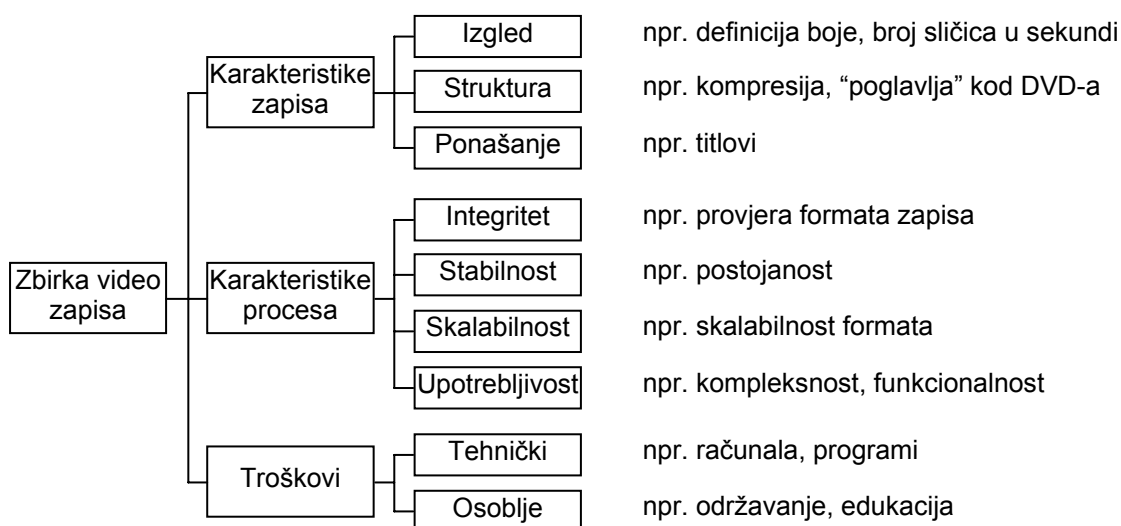 Izgled npr. definicija boje, broj sličica u sekundi
Karakteristike
zapisa
Struktura npr. kompresija, “poglavlja” kod DVD-a
Ponašanje npr. titlovi
Integritet npr. provjera formata zapisa
Zbirka video
zapisa
Karakteristike
procesa
Stabilnost npr. postojanost
Skalabilnost npr. skalabilnost formata
Upotrebljivost npr. kompleksnost, funkcionalnost
Troškovi
Tehnički npr. računala, programi
Osoblje npr. održavanje, edukacija